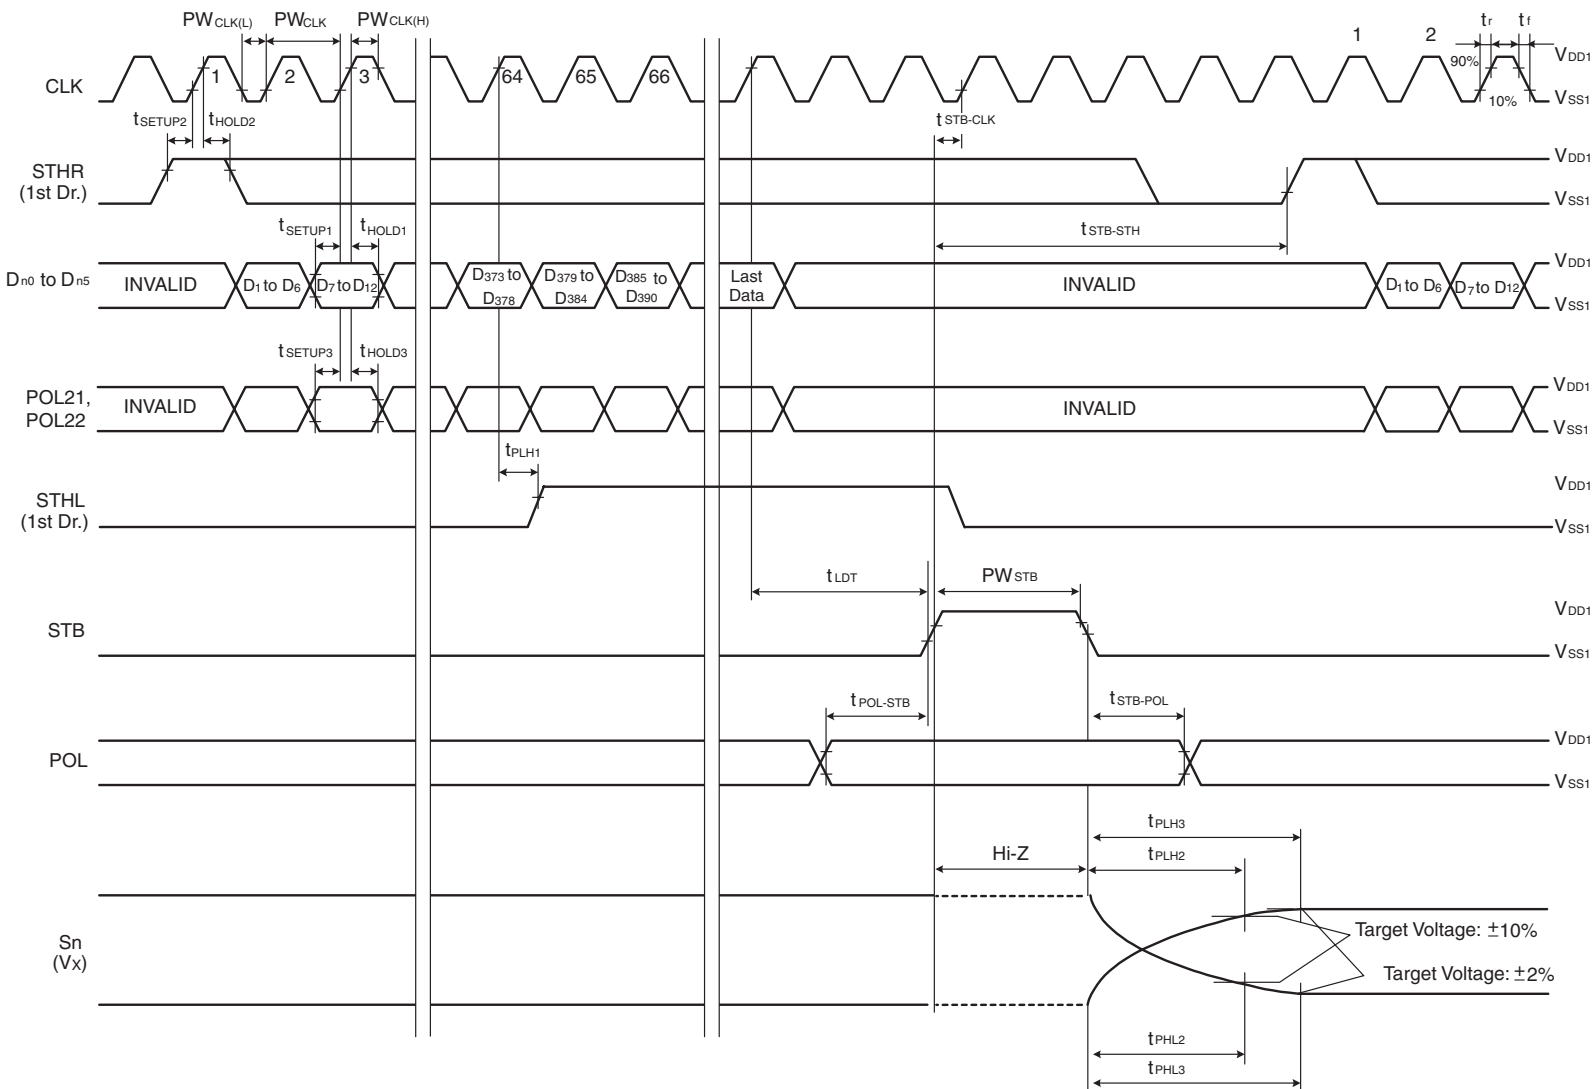 PWCLK(L) PWCLK PWCLK(H)
1 2 tr tf
CLK 1 2 3 64 65 66 90% 10% VDD1
VSS1
tSETUP2 tHOLD2 tSTB-CLK
STHR
(1st Dr.)
VDD1
VSS1
tSETUP1 tHOLD1 tSTB-STH
Dn0 to Dn5
INVALID
D1 to D6
D7 to D12
D373 to
D378
D379 to
D384
D385 to
D390
Last
Data
INVALID
D1 to D6
D7 to D12
VDD1
VSS1
tSETUP3 tHOLD3
POL21,
POL22
INVALID
INVALID
VDD1
VSS1
tPLH1
STHL
(1st Dr.)
VDD1
VSS1
tLDT PWSTB
STB
VDD1
VSS1
tPOL-STB tSTB-POL
POL
VDD1
VSS1
tPLH3
Hi-Z tPLH2
Sn
(Vx)
Target Voltage: ±10%
Target Voltage: ±2%
tPHL2
tPHL3